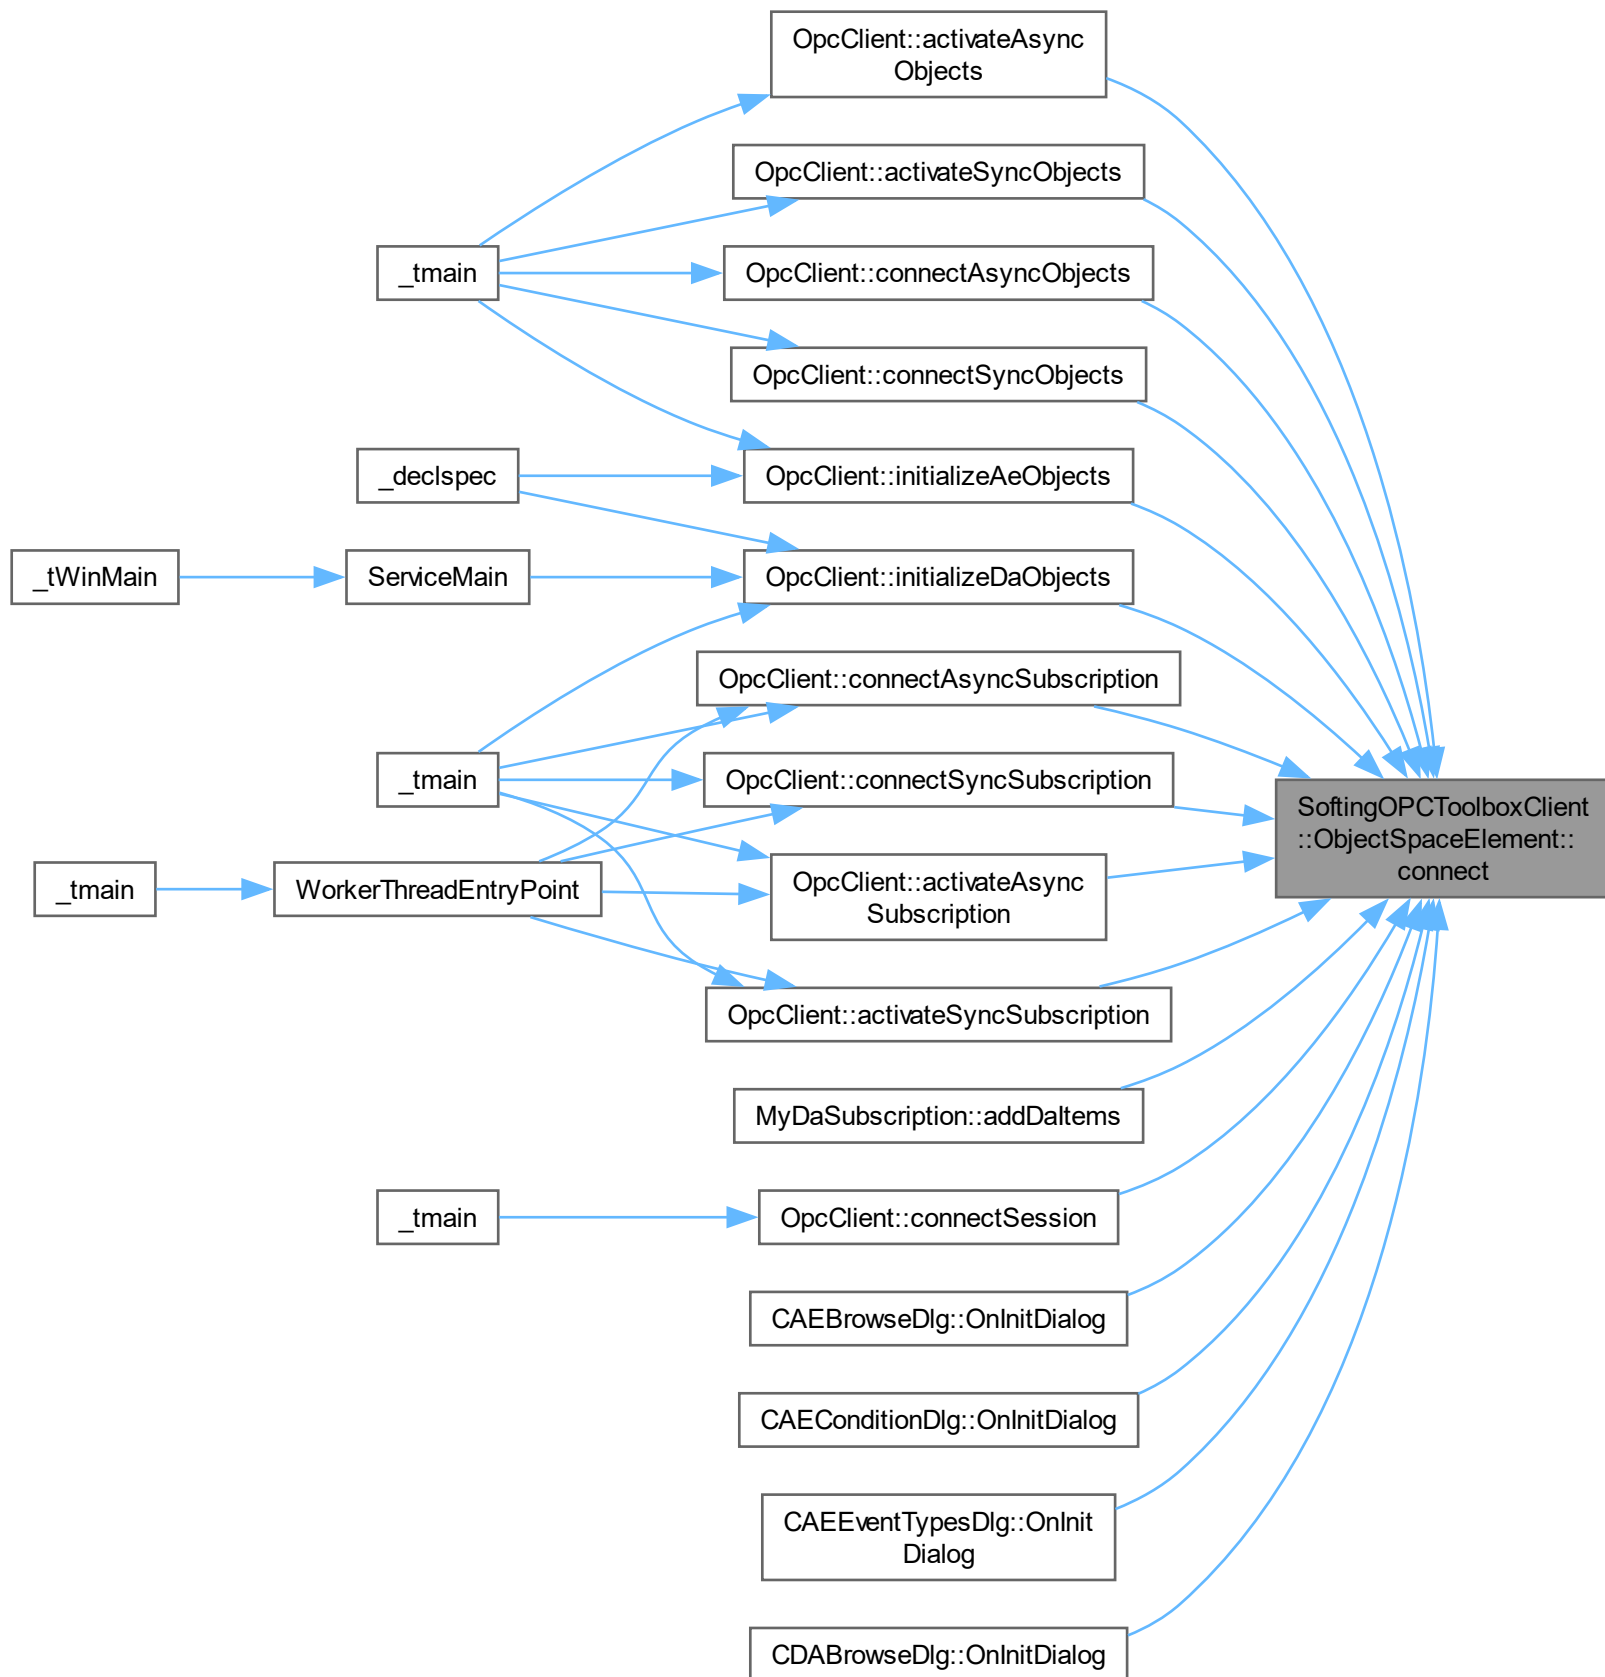 OpcClient::activateAsync
Objects
OpcClient::activateSyncObjects
_tmain
OpcClient::connectAsyncObjects
OpcClient::connectSyncObjects
_declspec
OpcClient::initializeAeObjects
_tWinMain
ServiceMain
OpcClient::initializeDaObjects
OpcClient::connectAsyncSubscription
_tmain
OpcClient::connectSyncSubscription
SoftingOPCToolboxClient
::ObjectSpaceElement::
connect
_tmain
WorkerThreadEntryPoint
OpcClient::activateAsync
Subscription
OpcClient::activateSyncSubscription
MyDaSubscription::addDaItems
_tmain
OpcClient::connectSession
CAEBrowseDlg::OnInitDialog
CAEConditionDlg::OnInitDialog
CAEEventTypesDlg::OnInit
Dialog
CDABrowseDlg::OnInitDialog